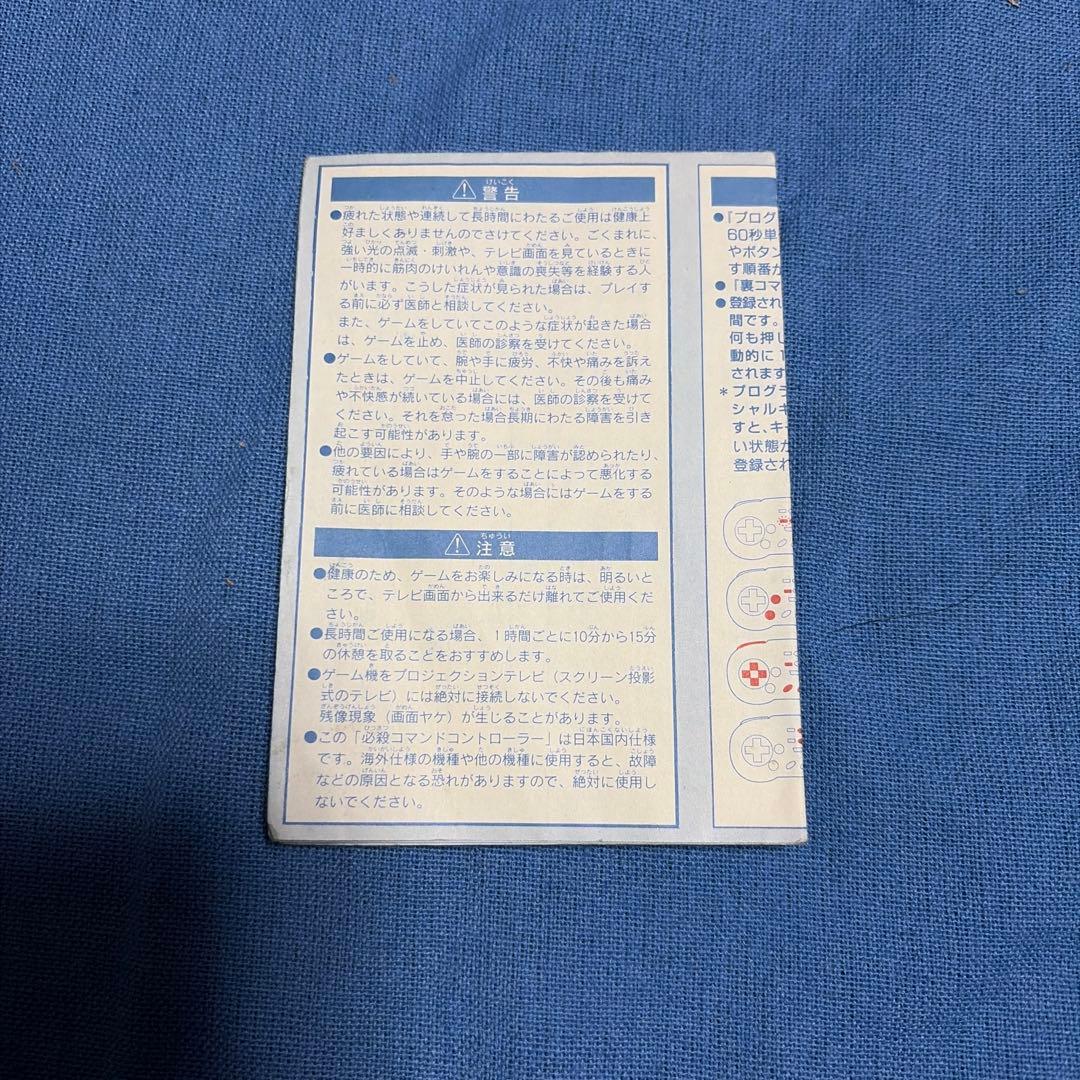 ⚠警告
●疲れた状態や連続して長時間にわたるご使用は健康上
好ましくありませんのでさけてください。ごくまれに、
強い光の点滅・刺激や、テレビ画面を見ているときに
一時的に筋肉のけいれんや意識の喪失等を経験する人
がいます。こうした症状が見られた場合は、プレイす
る前に必ず医師と相談してください。
また、ゲームをしていてこのような症状が起きた場合
は、ゲームを止め、医師の診察を受けてください。
●ゲームをしていて、腕や手に疲労、不快や痛みを訴え
たときは、ゲームを中止してください。その後も痛み
や不快感が続いている場合には、医師の診察を受けて
ください。それを怠った場合長期にわたる障害を引き
起こす可能性があります。
●他の要因により、手や腕の一部に障害が認められたり、
疲れている場合はゲームをすることによって悪化する
可能性があります。そのような場合にはゲームをする
前に医師に相談してください。
⚠注意
●健康のため、ゲームをお楽しみになる時は、明るいと
ころで、テレビ画面から出来るだけ離れてご使用くだ
さい。
●長時間ご使用になる場合、1時間ごとに10分から15分
の休憩を取ることをおすすめします。
●ゲーム機をプロジェクションテレビ（スクリーン投影
式のテレビ）には絶対に接続しないでください。
残像現象（画面ヤケ）が生じることがあります。
●この「必殺コマンドコントローラー」は日本国内仕様
です。海外仕様の機種や他の機種に使用すると、故障
などの原因となる恐れがありますので、絶対に使用し
ないでください。
●『プログ
60秒単
やボタン
す順番が
●『裏コマ
●登録され
間です。
何も押し
動的に1
されます
＊プログラ
シャルキ
すと、キー
い状態が
登録され